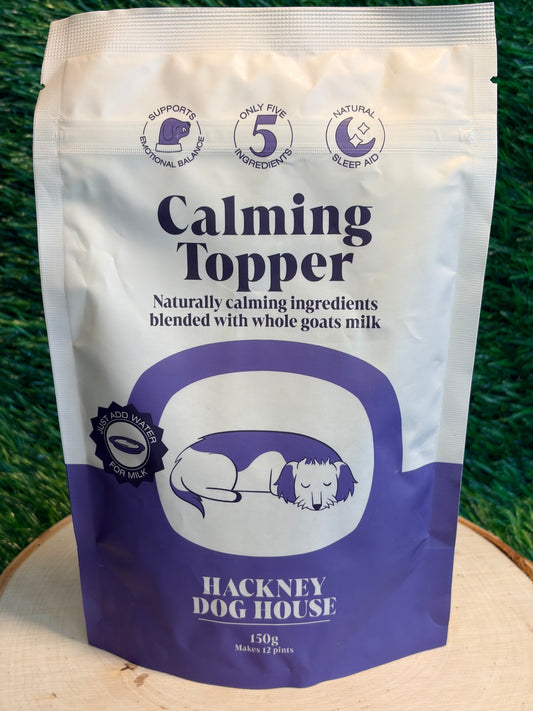 SUPPORTS
EMOTIONAL BALANCE
ONLY FIVE
5
INGREDIENTS
NATURAL
SLEEP AID
Calming
Topper
Naturally calming ingredients
blended with whole goats milk
JUST ADD WATER
FOR MILK
HACKNEY
DOG HOUSE
150g
Makes 12 pints